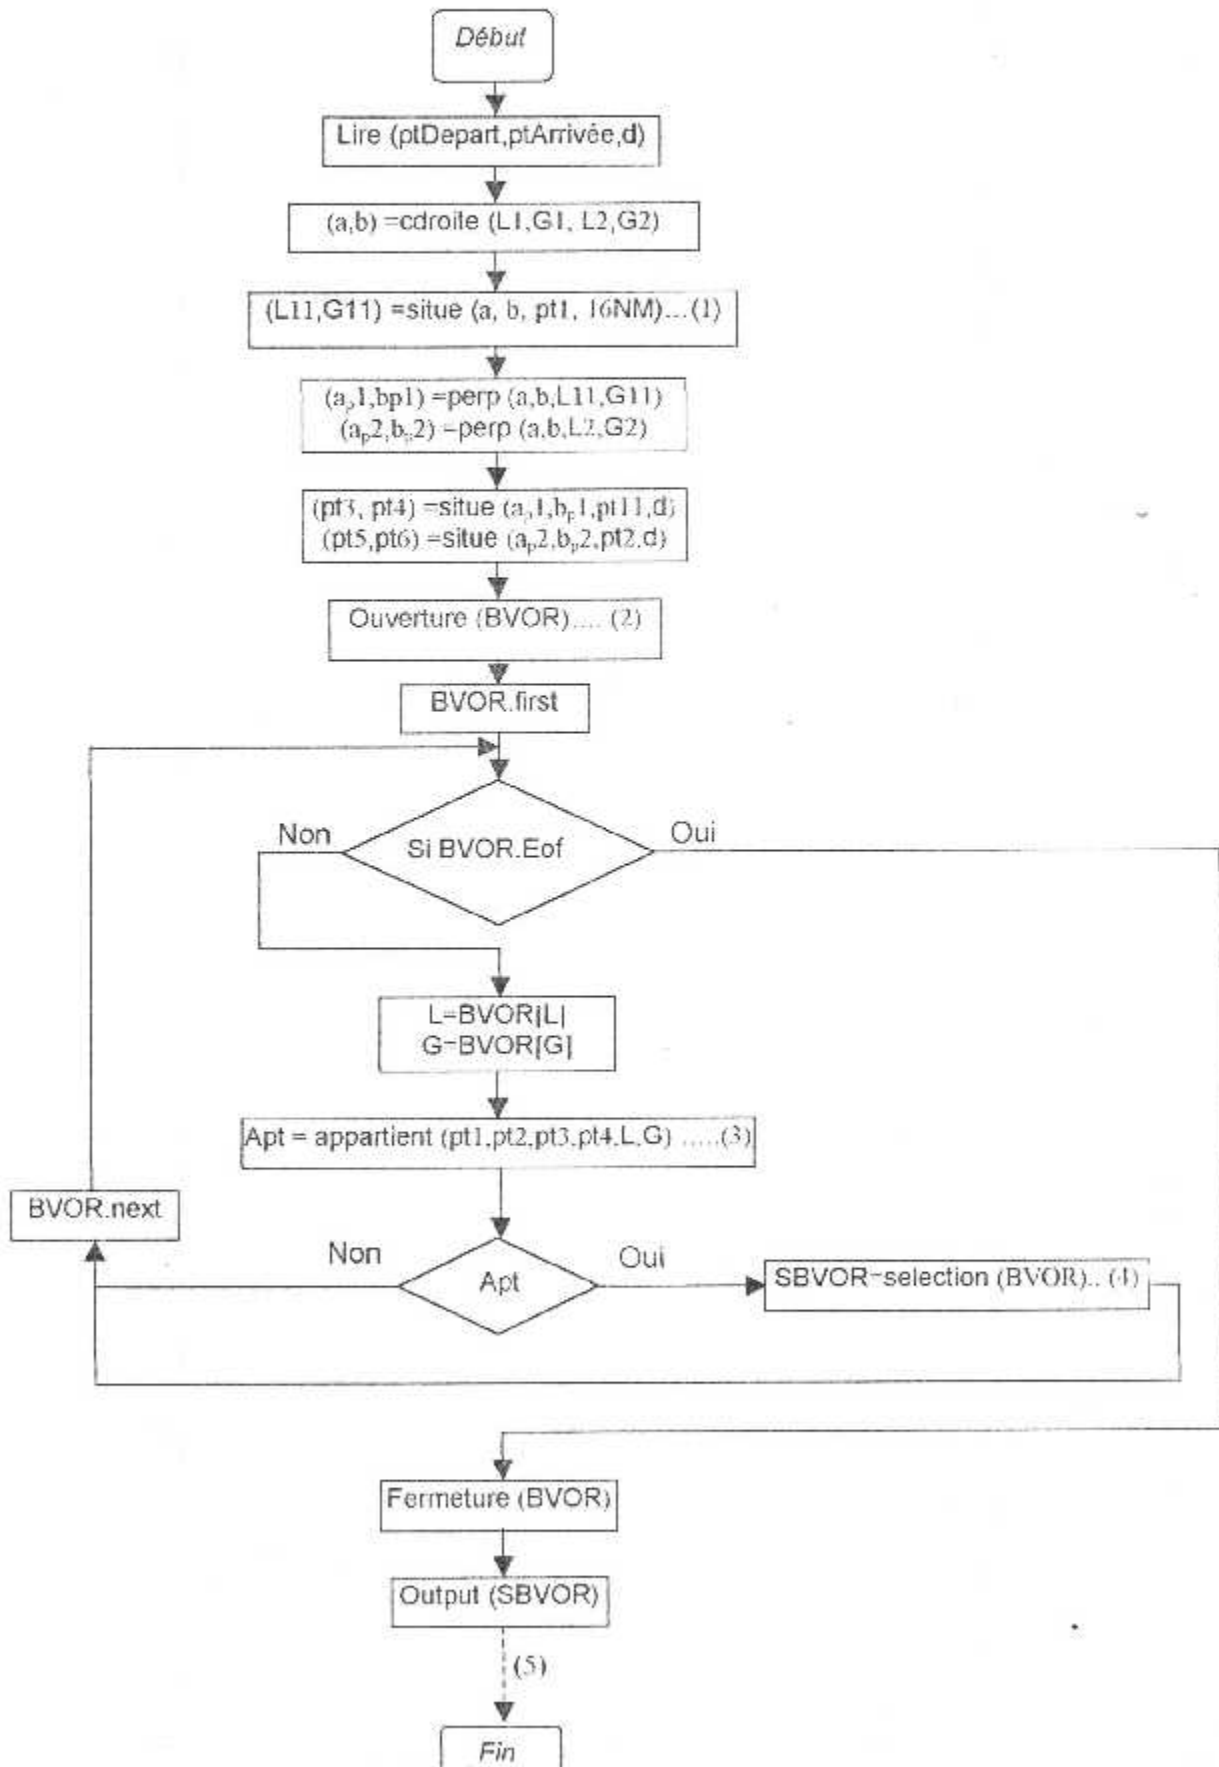 Début
Lire (ptDepart,ptArrivée,d)
(a,b) =cdroite (L1,G1, L2,G2)
(L11,G11) =situe (a, b, pt1, 16NM)...(1)
(ap1,bp1) =perp (a,b,L11,G11)
(ap2,bp2) =perp (a,b,L2,G2)
(pt3, pt4) =situe (ap1,bp1,pt11,d)
(pt5,pt6) =situe (ap2,bp2,pt2,d)
Ouverture (BVOR).... (2)
BVOR.first
Non
Si BVOR.Eof
Oui
L=BVOR[L]
G=BVOR[G]
Apt = appartient (pt1,pt2,pt3,pt4,L,G) .....(3)
BVOR.next
Non
Apt
Oui
SBVOR=selection (BVOR).. (4)
Fermeture (BVOR)
Output (SBVOR)
(5)
Fin